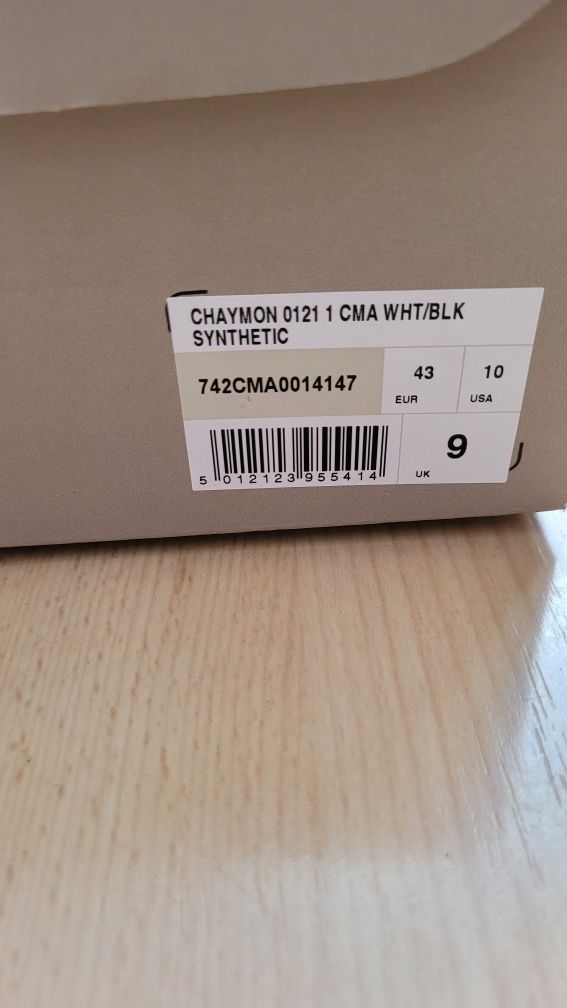 CHAYMON 0121 1 CMA WHT/BLK
SYNTHETIC
742CMA0014147
43
EUR
10
USA
5 012123 955414
9
UK